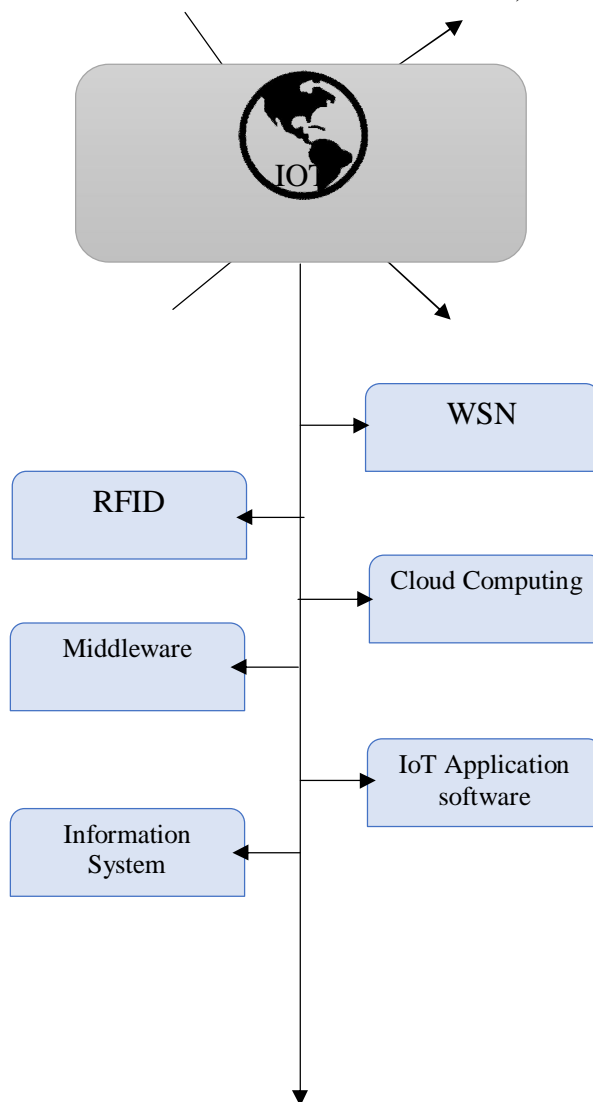 IOT
WSN
RFID
Cloud Computing
Middleware
IoT Application
software
Information
System